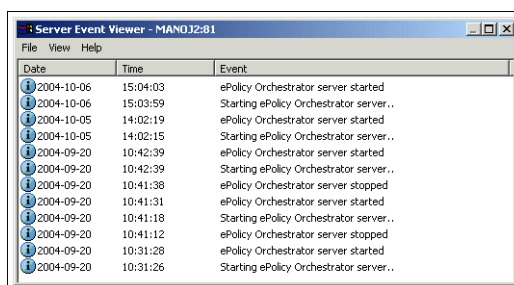 Server Event Viewer - MANOJ2:81
File View Help
Date Time Event
2004-10-06 15:04:03 ePolicy Orchestrator server started
2004-10-06 15:03:59 Starting ePolicy Orchestrator server..
2004-10-05 14:02:19 ePolicy Orchestrator server started
2004-10-05 14:02:15 Starting ePolicy Orchestrator server..
2004-09-20 10:42:39 ePolicy Orchestrator server started
2004-09-20 10:42:39 Starting ePolicy Orchestrator server..
2004-09-20 10:41:38 ePolicy Orchestrator server stopped
2004-09-20 10:41:31 ePolicy Orchestrator server started
2004-09-20 10:41:18 Starting ePolicy Orchestrator server..
2004-09-20 10:41:12 ePolicy Orchestrator server stopped
2004-09-20 10:31:28 ePolicy Orchestrator server started
2004-09-20 10:31:26 Starting ePolicy Orchestrator server..